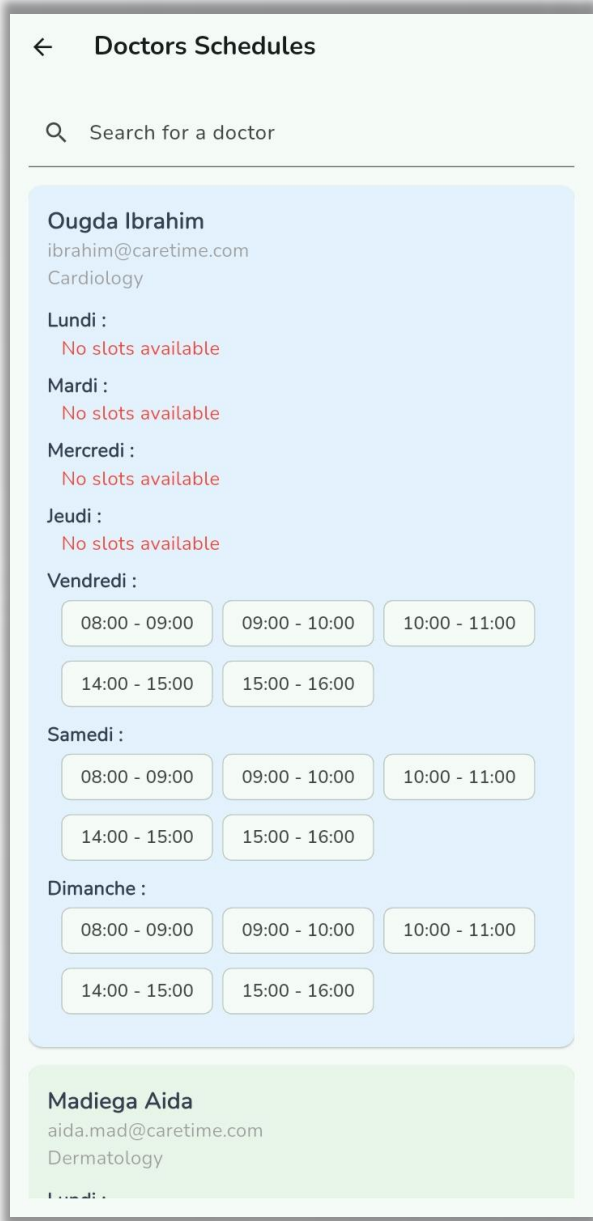 Doctors Schedules
Search for a doctor
Ougda Ibrahim
ibrahim@caretime.com
Cardiology
Lundi :
No slots available
Mardi :
No slots available
Mercredi :
No slots available
Jeudi :
No slots available
Vendredi :
08:00 - 09:00 09:00 - 10:00 10:00 - 11:00
14:00 - 15:00 15:00 - 16:00
Samedi :
08:00 - 09:00 09:00 - 10:00 10:00 - 11:00
14:00 - 15:00 15:00 - 16:00
Dimanche :
08:00 - 09:00 09:00 - 10:00 10:00 - 11:00
14:00 - 15:00 15:00 - 16:00
Madiega Aida
aida.mad@caretime.com
Dermatology
Lundi :